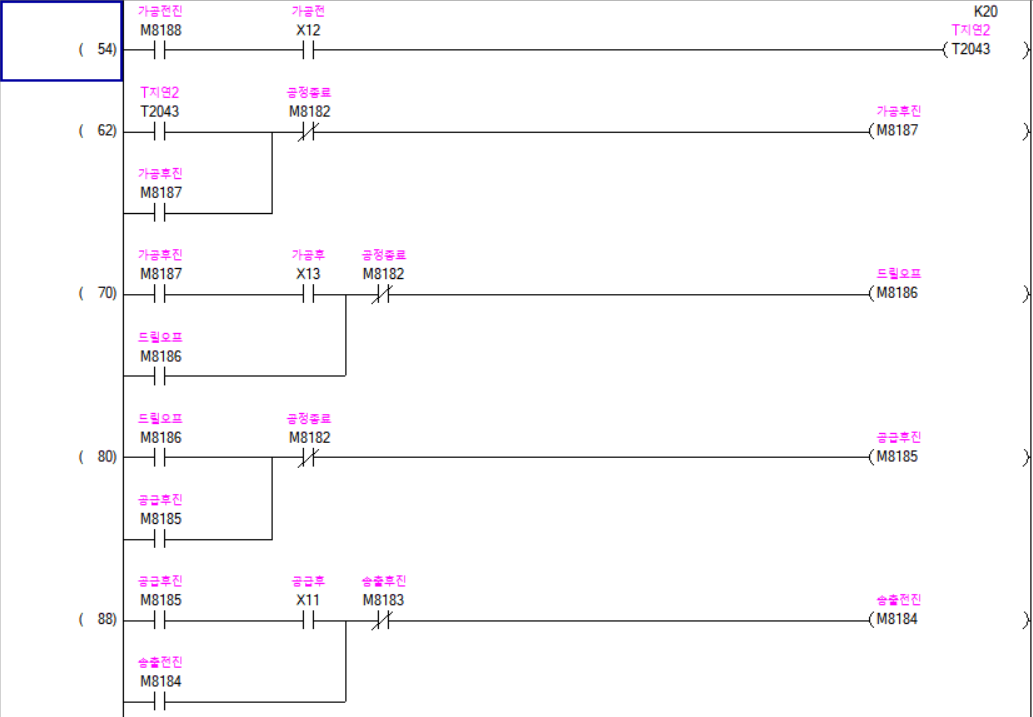 가공전진 가공전 K20
M8188 X12 T지연2
( 54) ( T2043 )
T지연2 공정종료
T2043 M8182 가공후진
( 62) (M8187 )
가공후진
M8187
가공후진 가공후 공정종료
M8187 X13 M8182 드릴오프
( 70) (M8186 )
드릴오프
M8186
드릴오프 공정종료
M8186 M8182 공급후진
( 80) (M8185 )
공급후진
M8185
공급후진 공급후 송출후진
M8185 X11 M8183 송출전진
( 88) (M8184 )
송출전진
M8184